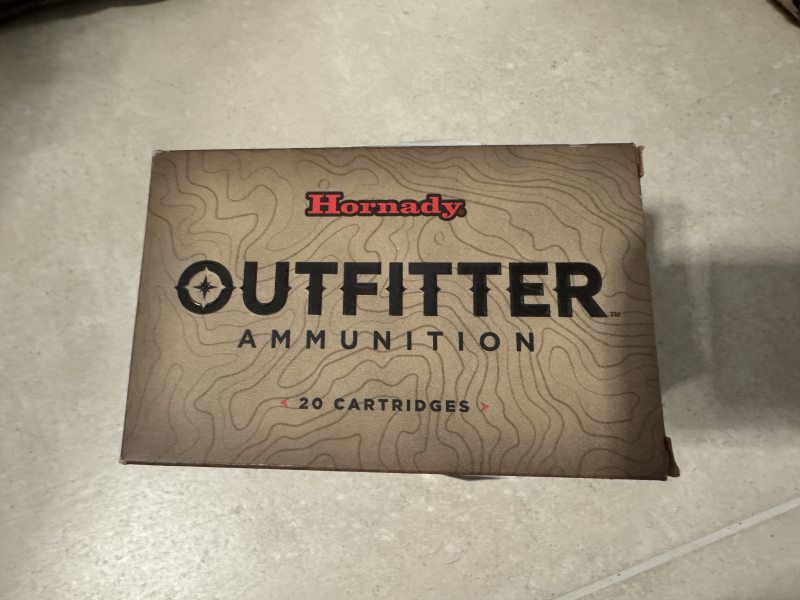 Hornady
OUTFITTER™
AMMUNITION
20 CARTRIDGES